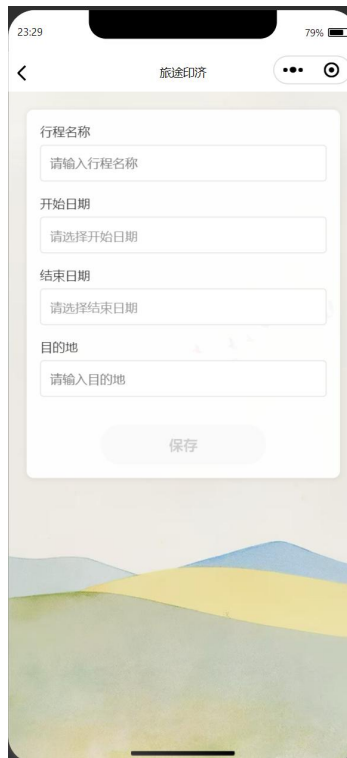 23:29
79%
旅途印济
行程名称
请输入行程名称
开始日期
请选择开始日期
结束日期
请选择结束日期
目的地
请输入目的地
保存